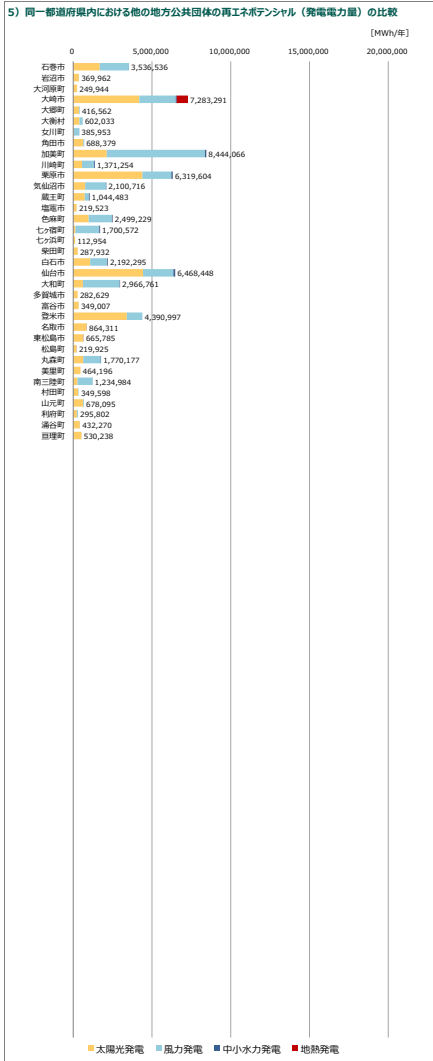 5）同一都道府県内における他の地方公共団体の再エネポテンシャル（発電電力量）の比較
[MWh/年]
0 5,000,000 10,000,000 15,000,000 20,000,000
石巻市 3,536,536
岩沼市 369,962
大河原町 249,944
大崎市 7,283,291
大郷町 416,562
大衡村 602,033
女川町 385,953
角田市 688,379
加美町 8,444,066
川崎町 1,371,254
栗原市 6,319,604
気仙沼市 2,100,716
蔵王町 1,044,483
塩竈市 219,523
色麻町 2,499,229
七ヶ宿町 1,700,572
七ヶ浜町 112,954
柴田町 287,932
白石市 2,192,295
仙台市 6,468,448
大和町 2,966,761
多賀城市 282,629
富谷市 349,007
登米市 4,390,997
名取市 864,311
東松島市 665,785
松島町 219,925
丸森町 1,770,177
美里町 464,196
南三陸町 1,234,984
村田町 349,598
山元町 678,095
利府町 295,802
涌谷町 432,270
亘理町 530,238
太陽光発電 風力発電 中小水力発電 地熱発電